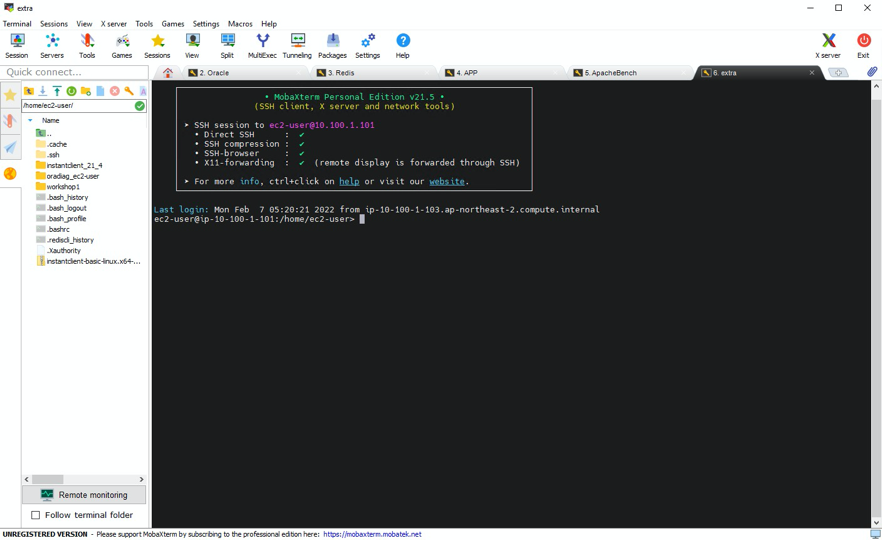 extra
Terminal Sessions View X server Tools Games Settings Macros Help
Session Servers Tools Games Sessions View Split MultiExec Tunneling Packages Settings Help X server Exit
Quick connect...
2. Oracle
3. Redis
4. APP
5. ApacheBench
6. extra
/home/ec2-user/
Name
..
.cache
.ssh
instantclient_21_4
oradiag_ec2-user
workshop1
.bash_history
.bash_logout
.bash_profile
.bashrc
.rediscli_history
.Xauthority
instantclient-basic-linux.x64-...
• MobaXterm Personal Edition v21.5 •
(SSH client, X server and network tools)
➤ SSH session to ec2-user@10.100.1.101
• Direct SSH : ✔
• SSH compression : ✔
• SSH-browser : ✔
• X11-forwarding : ✔ (remote display is forwarded through SSH)
➤ For more info, ctrl+click on help or visit our website.
Last login: Mon Feb 7 05:20:21 2022 from ip-10-100-1-103.ap-northeast-2.compute.internal
ec2-user@ip-10-100-1-101:/home/ec2-user>
Remote monitoring
Follow terminal folder
UNREGISTERED VERSION - Please support MobaXterm by subscribing to the professional edition here: https://mobaxterm.mobatek.net